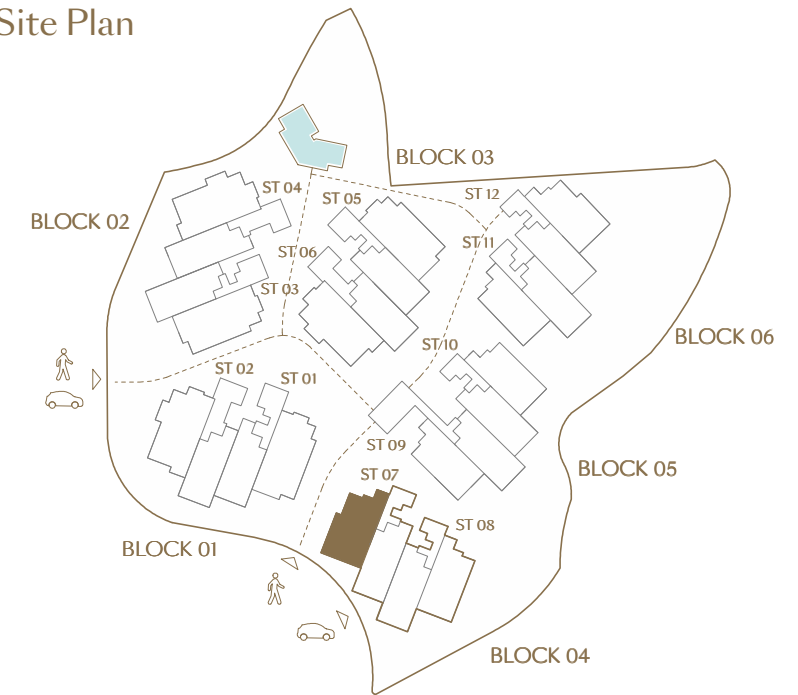 Site Plan
BLOCK 03
ST 04
ST 05
ST 12
BLOCK 02
ST 11
ST 06
ST 03
BLOCK 06
ST 10
ST 02
ST 01
ST 09
BLOCK 05
ST 07
ST 08
BLOCK 01
BLOCK 04